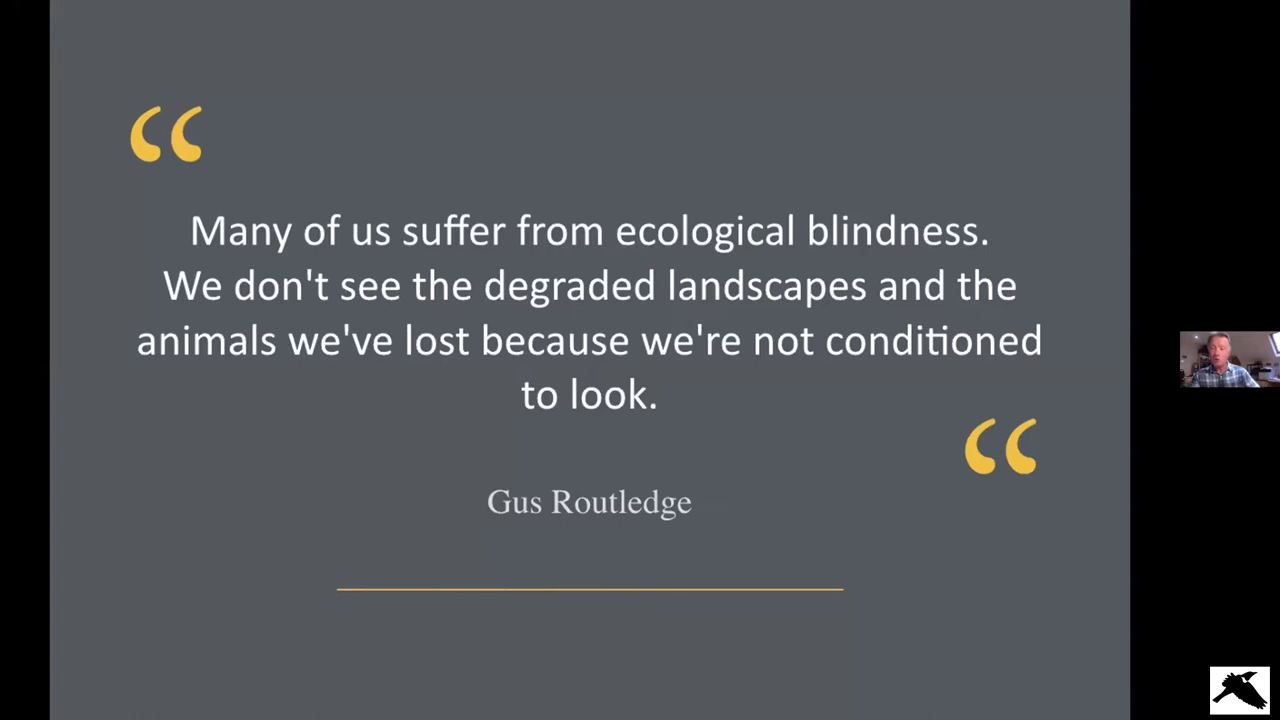 “
Many of us suffer from ecological blindness.
We don't see the degraded landscapes and the
animals we've lost because we're not conditioned
to look.
“
Gus Routledge